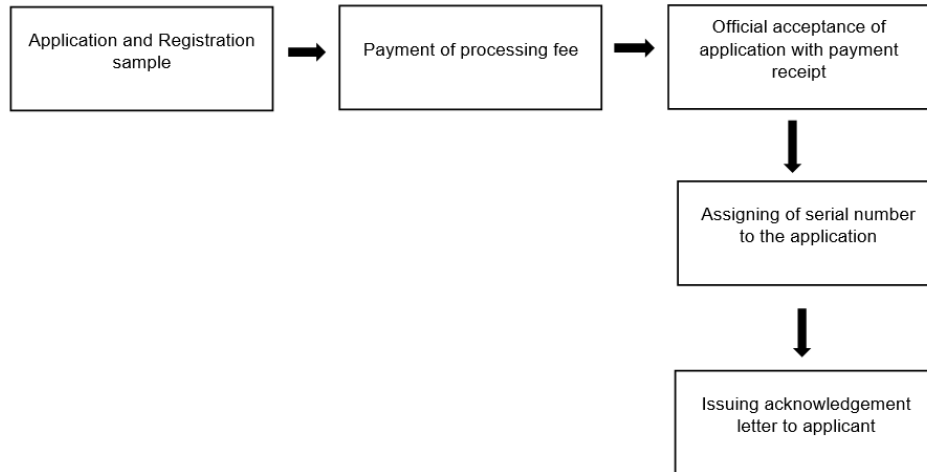 Application and Registration
sample
Payment of processing fee
Official acceptance of
application with payment
receipt
Assigning of serial number
to the application
Issuing acknowledgement
letter to applicant